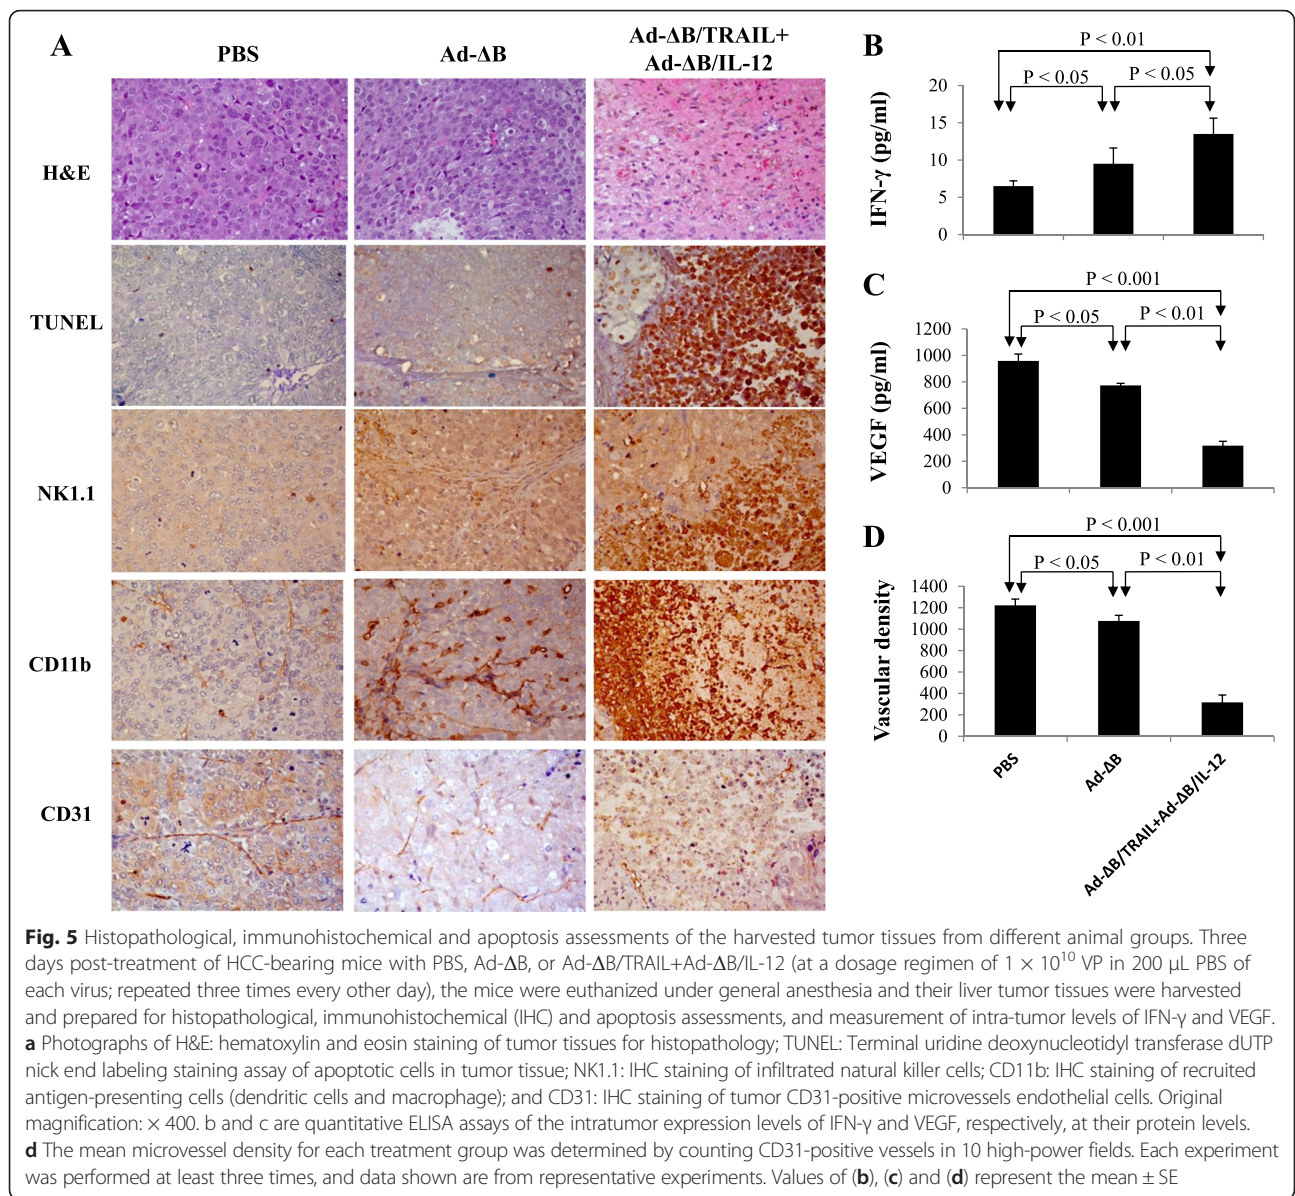 A
PBS
Ad-ΔB
Ad-ΔB/TRAIL+
Ad-ΔB/IL-12
H&E
TUNEL
NK1.1
CD11b
CD31
B
P < 0.01
P < 0.05
P < 0.05
IFN-γ (pg/ml)
20
15
10
5
0
C
P < 0.001
P < 0.05
P < 0.01
VEGF (pg/ml)
1200
1000
800
600
400
200
0
D
P < 0.001
P < 0.05
P < 0.01
Vascular density
1400
1200
1000
800
600
400
200
0
PBS
Ad-ΔB
Ad-ΔB/TRAIL+Ad-ΔB/IL-12
Fig. 5 Histopathological, immunohistochemical and apoptosis assessments of the harvested tumor tissues from different animal groups. Three
days post-treatment of HCC-bearing mice with PBS, Ad-ΔB, or Ad-ΔB/TRAIL+Ad-ΔB/IL-12 (at a dosage regimen of 1 × 10¹⁰ VP in 200 μL PBS of
each virus; repeated three times every other day), the mice were euthanized under general anesthesia and their liver tumor tissues were harvested
and prepared for histopathological, immunohistochemical (IHC) and apoptosis assessments, and measurement of intra-tumor levels of IFN-γ and VEGF.
a Photographs of H&E: hematoxylin and eosin staining of tumor tissues for histopathology; TUNEL: Terminal uridine deoxynucleotidyl transferase dUTP
nick end labeling staining assay of apoptotic cells in tumor tissue; NK1.1: IHC staining of infiltrated natural killer cells; CD11b: IHC staining of recruited
antigen-presenting cells (dendritic cells and macrophage); and CD31: IHC staining of tumor CD31-positive microvessels endothelial cells. Original
magnification: × 400. b and c are quantitative ELISA assays of the intratumor expression levels of IFN-γ and VEGF, respectively, at their protein levels.
d The mean microvessel density for each treatment group was determined by counting CD31-positive vessels in 10 high-power fields. Each experiment
was performed at least three times, and data shown are from representative experiments. Values of (b), (c) and (d) represent the mean ± SE